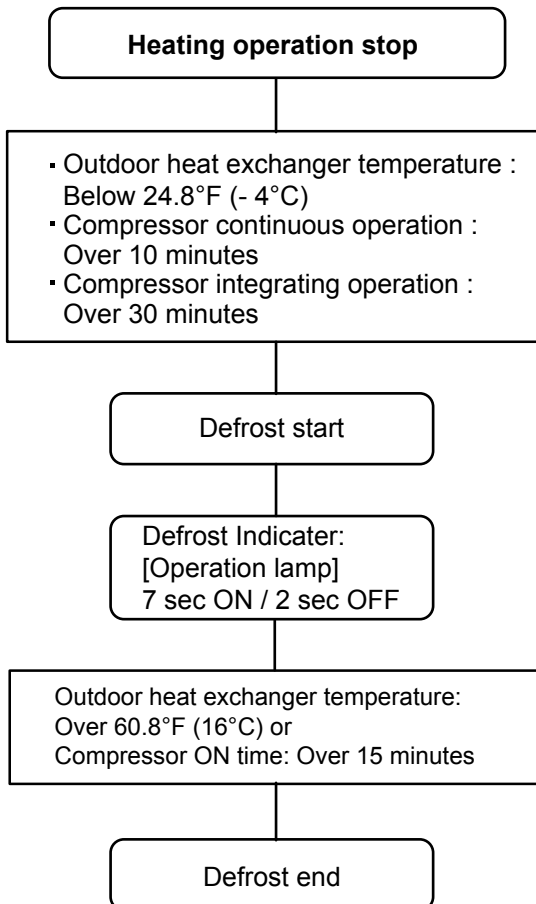 Heating operation stop
· Outdoor heat exchanger temperature :
Below 24.8°F (- 4°C)
· Compressor continuous operation :
Over 10 minutes
· Compressor integrating operation :
Over 30 minutes
Defrost start
Defrost Indicater:
[Operation lamp]
7 sec ON / 2 sec OFF
Outdoor heat exchanger temperature:
Over 60.8°F (16°C) or
Compressor ON time: Over 15 minutes
Defrost end